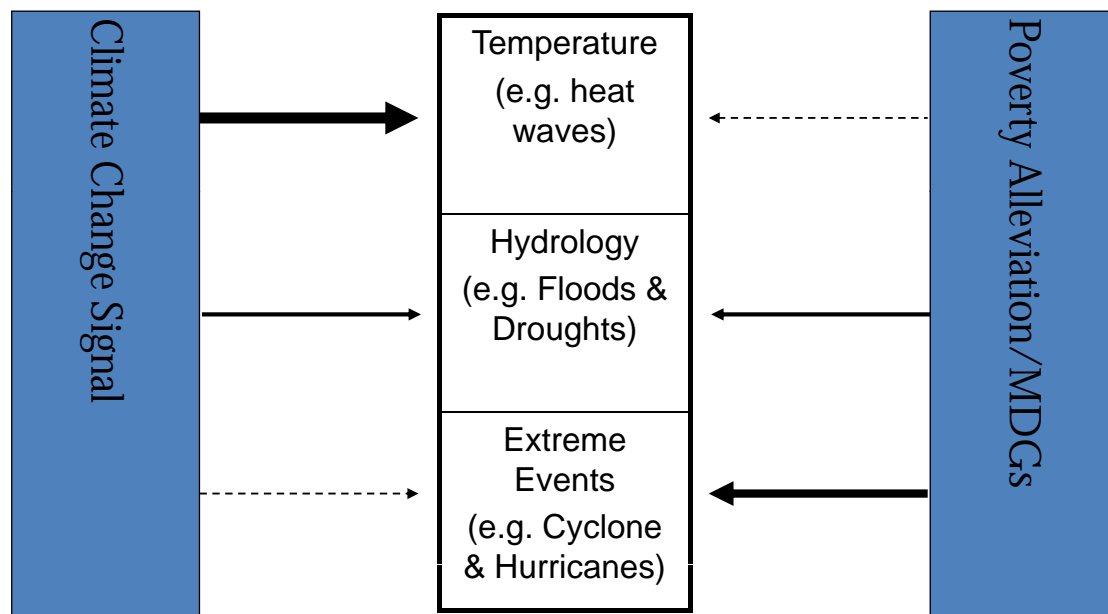 Climate Change Signal
Temperature
(e.g. heat
waves)
Hydrology
(e.g. Floods &
Droughts)
Extreme
Events
(e.g. Cyclone
& Hurricanes)
Poverty Alleviation/MDGs